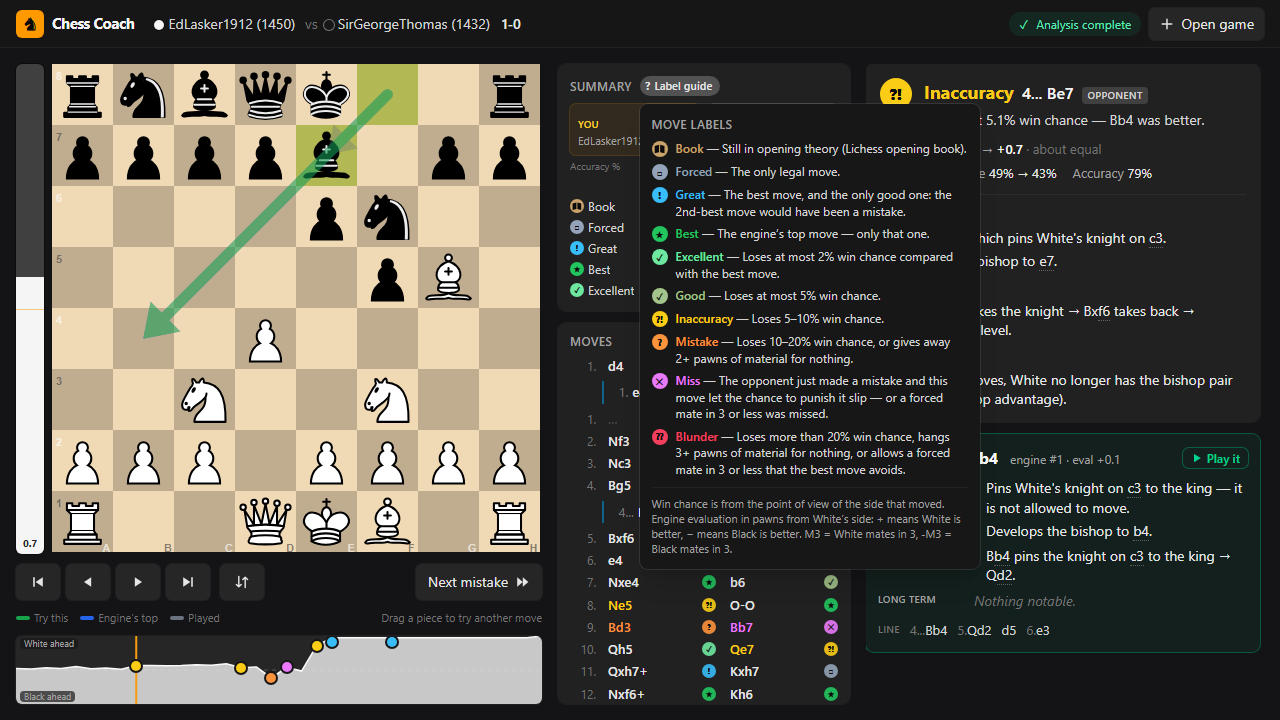 Chess Coach
EdLasker1912 (1450) vs SirGeorgeThomas (1432) 1-0
✓ Analysis complete
+ Open game
8
7
6
5
4
3
2
1
A B C D E F G H
0.7
Next mistake
Try this
Engine's top
Played
Drag a piece to try another move
White ahead
Black ahead
SUMMARY
? Label guide
YOU
EdLasker191
Accuracy %
Book
Forced
Great
Best
Excellent
MOVES
1. d4
1. e
1. ...
2. Nf3
3. Nc3
4. Bg5
4...
5. Bxf6
6. e4
7. Nxe4 b6
8. Ne5 O-O
9. Bd3 Bb7
10. Qh5 Qe7
11. Qxh7+ Kxh7
12. Nxf6+ Kh6
MOVE LABELS
Book — Still in opening theory (Lichess opening book).
Forced — The only legal move.
Great — The best move, and the only good one: the
2nd-best move would have been a mistake.
Best — The engine's top move — only that one.
Excellent — Loses at most 2% win chance compared
with the best move.
Good — Loses at most 5% win chance.
Inaccuracy — Loses 5–10% win chance.
Mistake — Loses 10–20% win chance, or gives away
2+ pawns of material for nothing.
Miss — The opponent just made a mistake and this
move let the chance to punish it slip — or a forced
mate in 3 or less was missed.
Blunder — Loses more than 20% win chance, hangs
3+ pawns of material for nothing, or allows a forced
mate in 3 or less that the best move avoids.
Win chance is from the point of view of the side that moved.
Engine evaluation in pawns from White's side: + means White is
better, − means Black is better. M3 = White mates in 3, -M3 =
Black mates in 3.
?! Inaccuracy 4... Be7 OPPONENT
5.1% win chance — Bb4 was better.
→ +0.7 · about equal
49% → 43% Accuracy 79%
hich pins White's knight on c3.
bishop to e7.
kes the knight → Bxf6 takes back →
level.
oves, White no longer has the bishop pair
op advantage).
b4 engine #1 · eval +0.1
Play it
Pins White's knight on c3 to the king — it
is not allowed to move.
Develops the bishop to b4.
Bb4 pins the knight on c3 to the king →
Qd2.
LONG TERM Nothing notable.
LINE 4...Bb4 5.Qd2 d5 6.e3